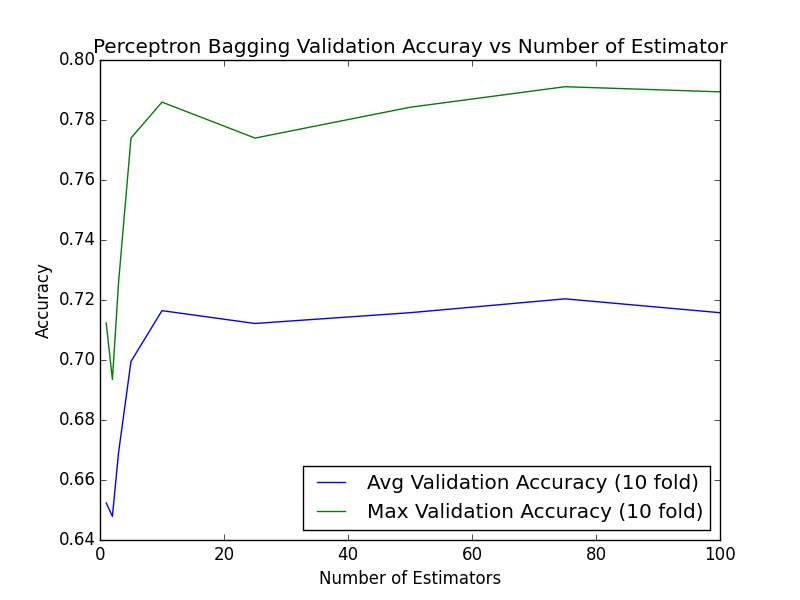 Perceptron Bagging Validation Accuray vs Number of Estimator
0.80
0.78
0.76
0.74
0.72
0.70
0.68
0.66
0.64
Accuracy
Avg Validation Accuracy (10 fold)
Max Validation Accuracy (10 fold)
0 20 40 60 80 100
Number of Estimators